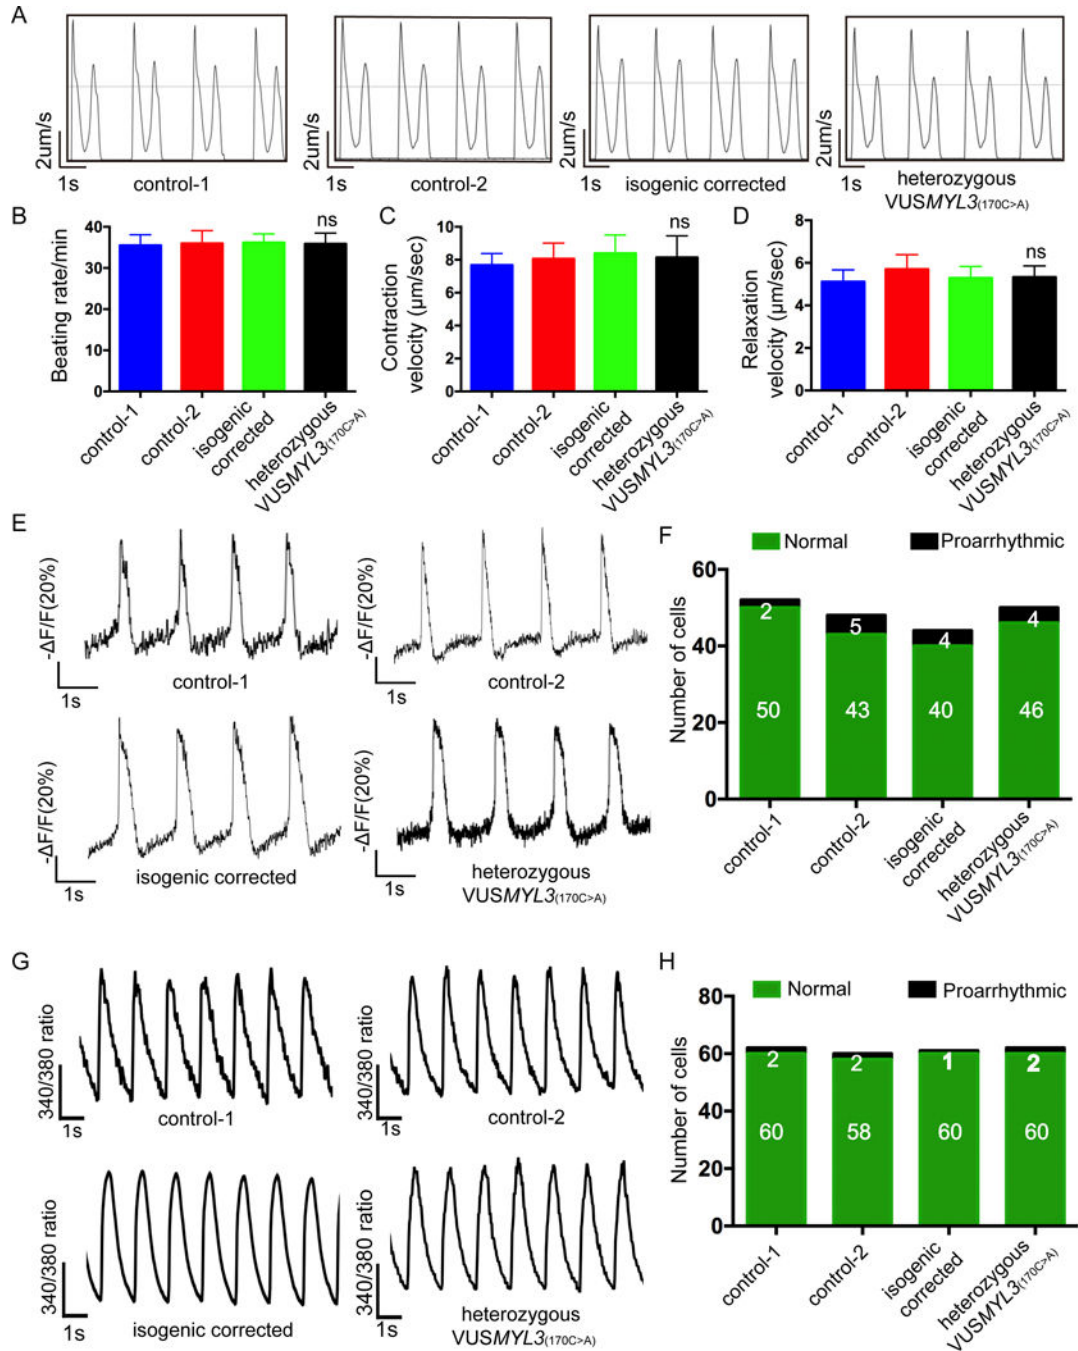 A
2um/s
1s
control-1
2um/s
1s
control-2
2um/s
1s
isogenic corrected
2um/s
1s
heterozygous
VUSMYL3(170C>A)
B
Beating rate/min
40
30
20
10
0
ns
control-1
control-2
isogenic
corrected
heterozygous
VUSMYL3(170C>A)
C
Contraction
velocity (µm/sec)
10
8
6
4
2
0
ns
control-1
control-2
isogenic
corrected
heterozygous
VUSMYL3(170C>A)
D
Relaxation
velocity (µm/sec)
8
6
4
2
0
ns
control-1
control-2
isogenic
corrected
heterozygous
VUSMYL3(170C>A)
E
-ΔF/F(20%)
1s
control-1
-ΔF/F(20%)
1s
control-2
-ΔF/F(20%)
1s
isogenic corrected
-ΔF/F(20%)
1s
heterozygous
VUSMYL3(170C>A)
F
Normal
Proarrhythmic
Number of cells
60
40
20
0
2
5
4
4
50
43
40
46
control-1
control-2
isogenic
corrected
heterozygous
VUSMYL3(170C>A)
G
340/380 ratio
1s
control-1
340/380 ratio
1s
control-2
340/380 ratio
1s
isogenic corrected
340/380 ratio
1s
heterozygous
VUSMYL3(170C>A)
H
Normal
Proarrhythmic
Number of cells
80
60
40
20
0
2
2
1
2
60
58
60
60
control-1
control-2
isogenic
corrected
heterozygous
VUSMYL3(170C>A)